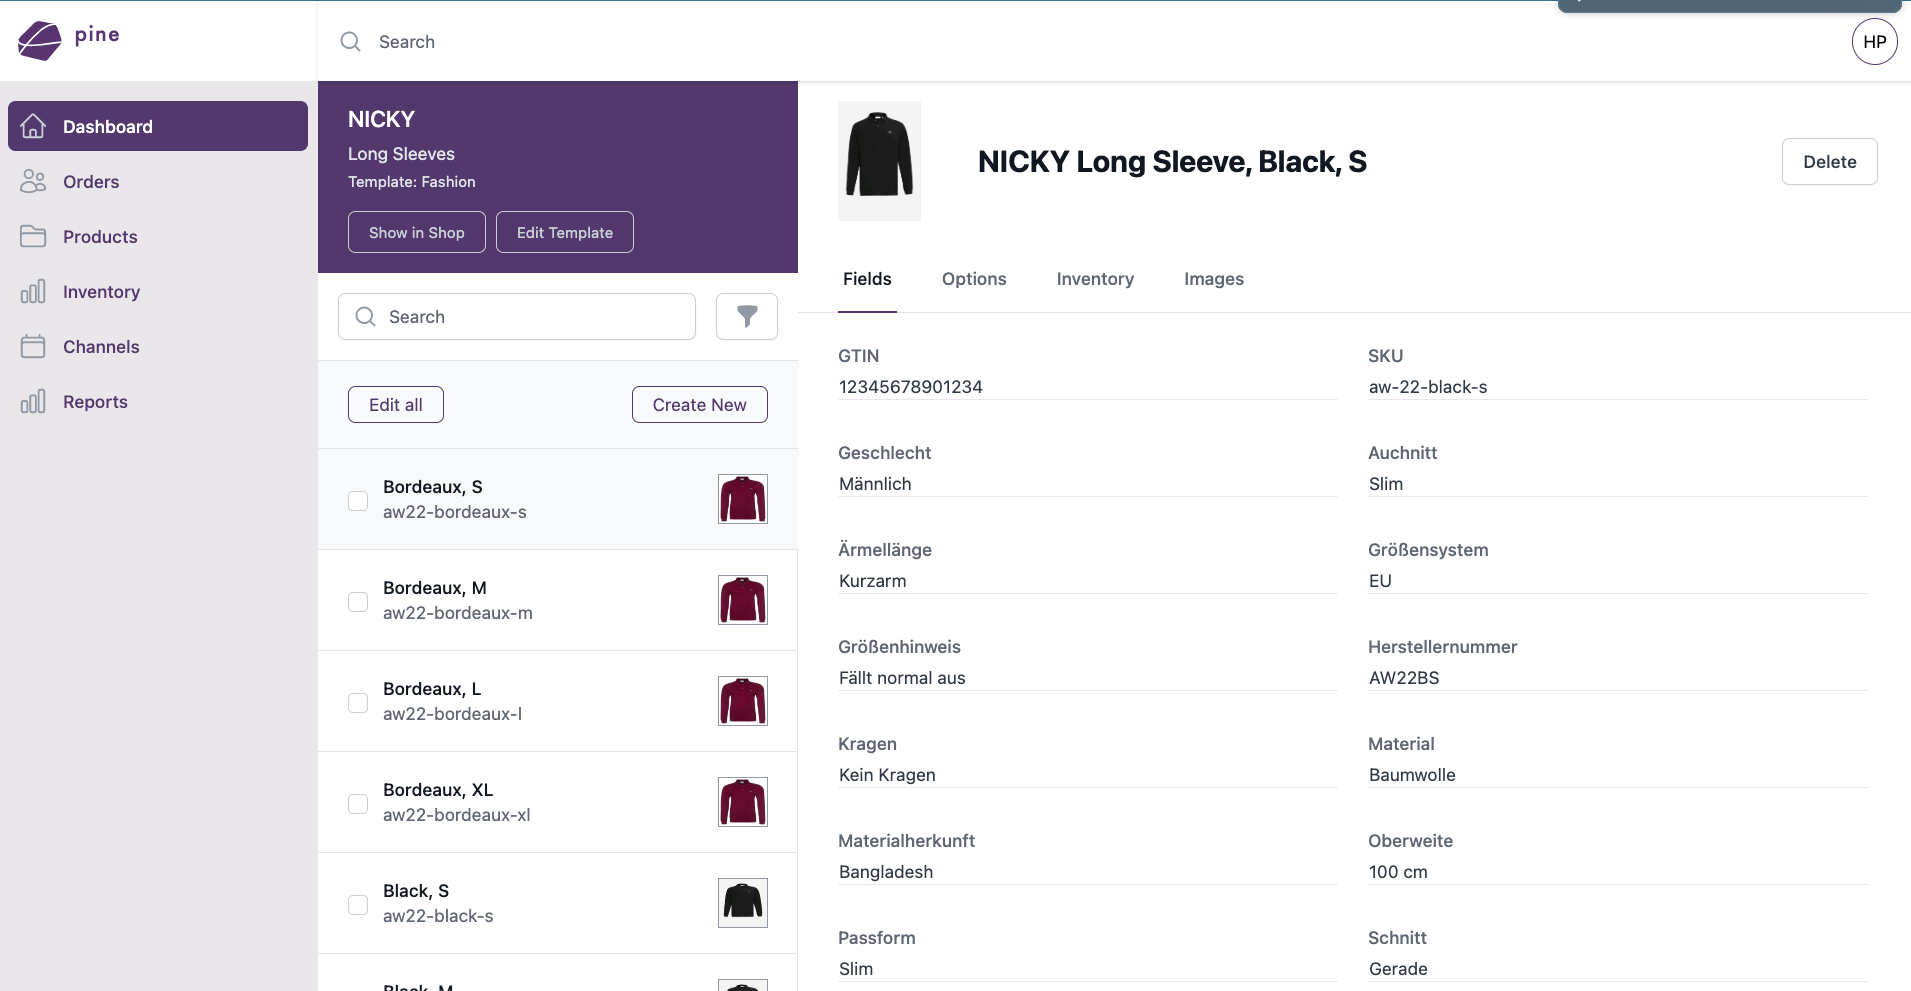 pine
Search
HP
Dashboard
Orders
Products
Inventory
Channels
Reports
NICKY
Long Sleeves
Template: Fashion
Show in Shop
Edit Template
Search
Edit all
Create New
Bordeaux, S
aw22-bordeaux-s
Bordeaux, M
aw22-bordeaux-m
Bordeaux, L
aw22-bordeaux-l
Bordeaux, XL
aw22-bordeaux-xl
Black, S
aw22-black-s
Black, M
NICKY Long Sleeve, Black, S
Delete
Fields
Options
Inventory
Images
GTIN
12345678901234
SKU
aw-22-black-s
Geschlecht
Männlich
Auchnitt
Slim
Ärmellänge
Kurzarm
Größensystem
EU
Größenhinweis
Fällt normal aus
Herstellernummer
AW22BS
Kragen
Kein Kragen
Material
Baumwolle
Materialherkunft
Bangladesh
Oberweite
100 cm
Passform
Slim
Schnitt
Gerade